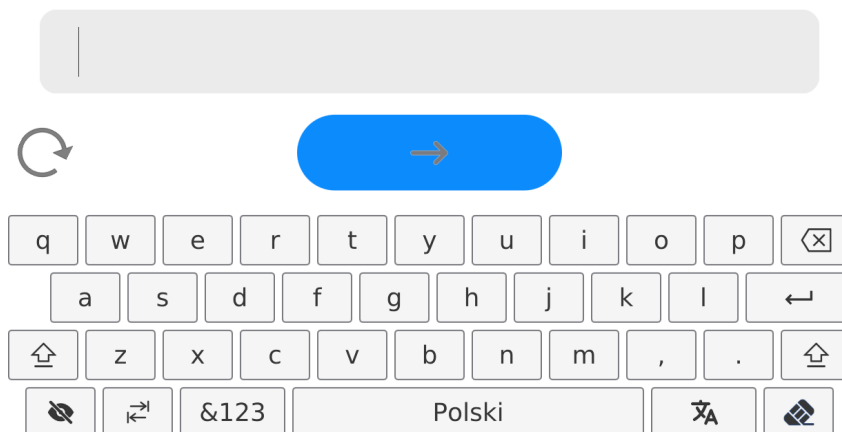 q w e r t y u i o p
a s d f g h j k l
z x c v b n m , .
&123 Polski